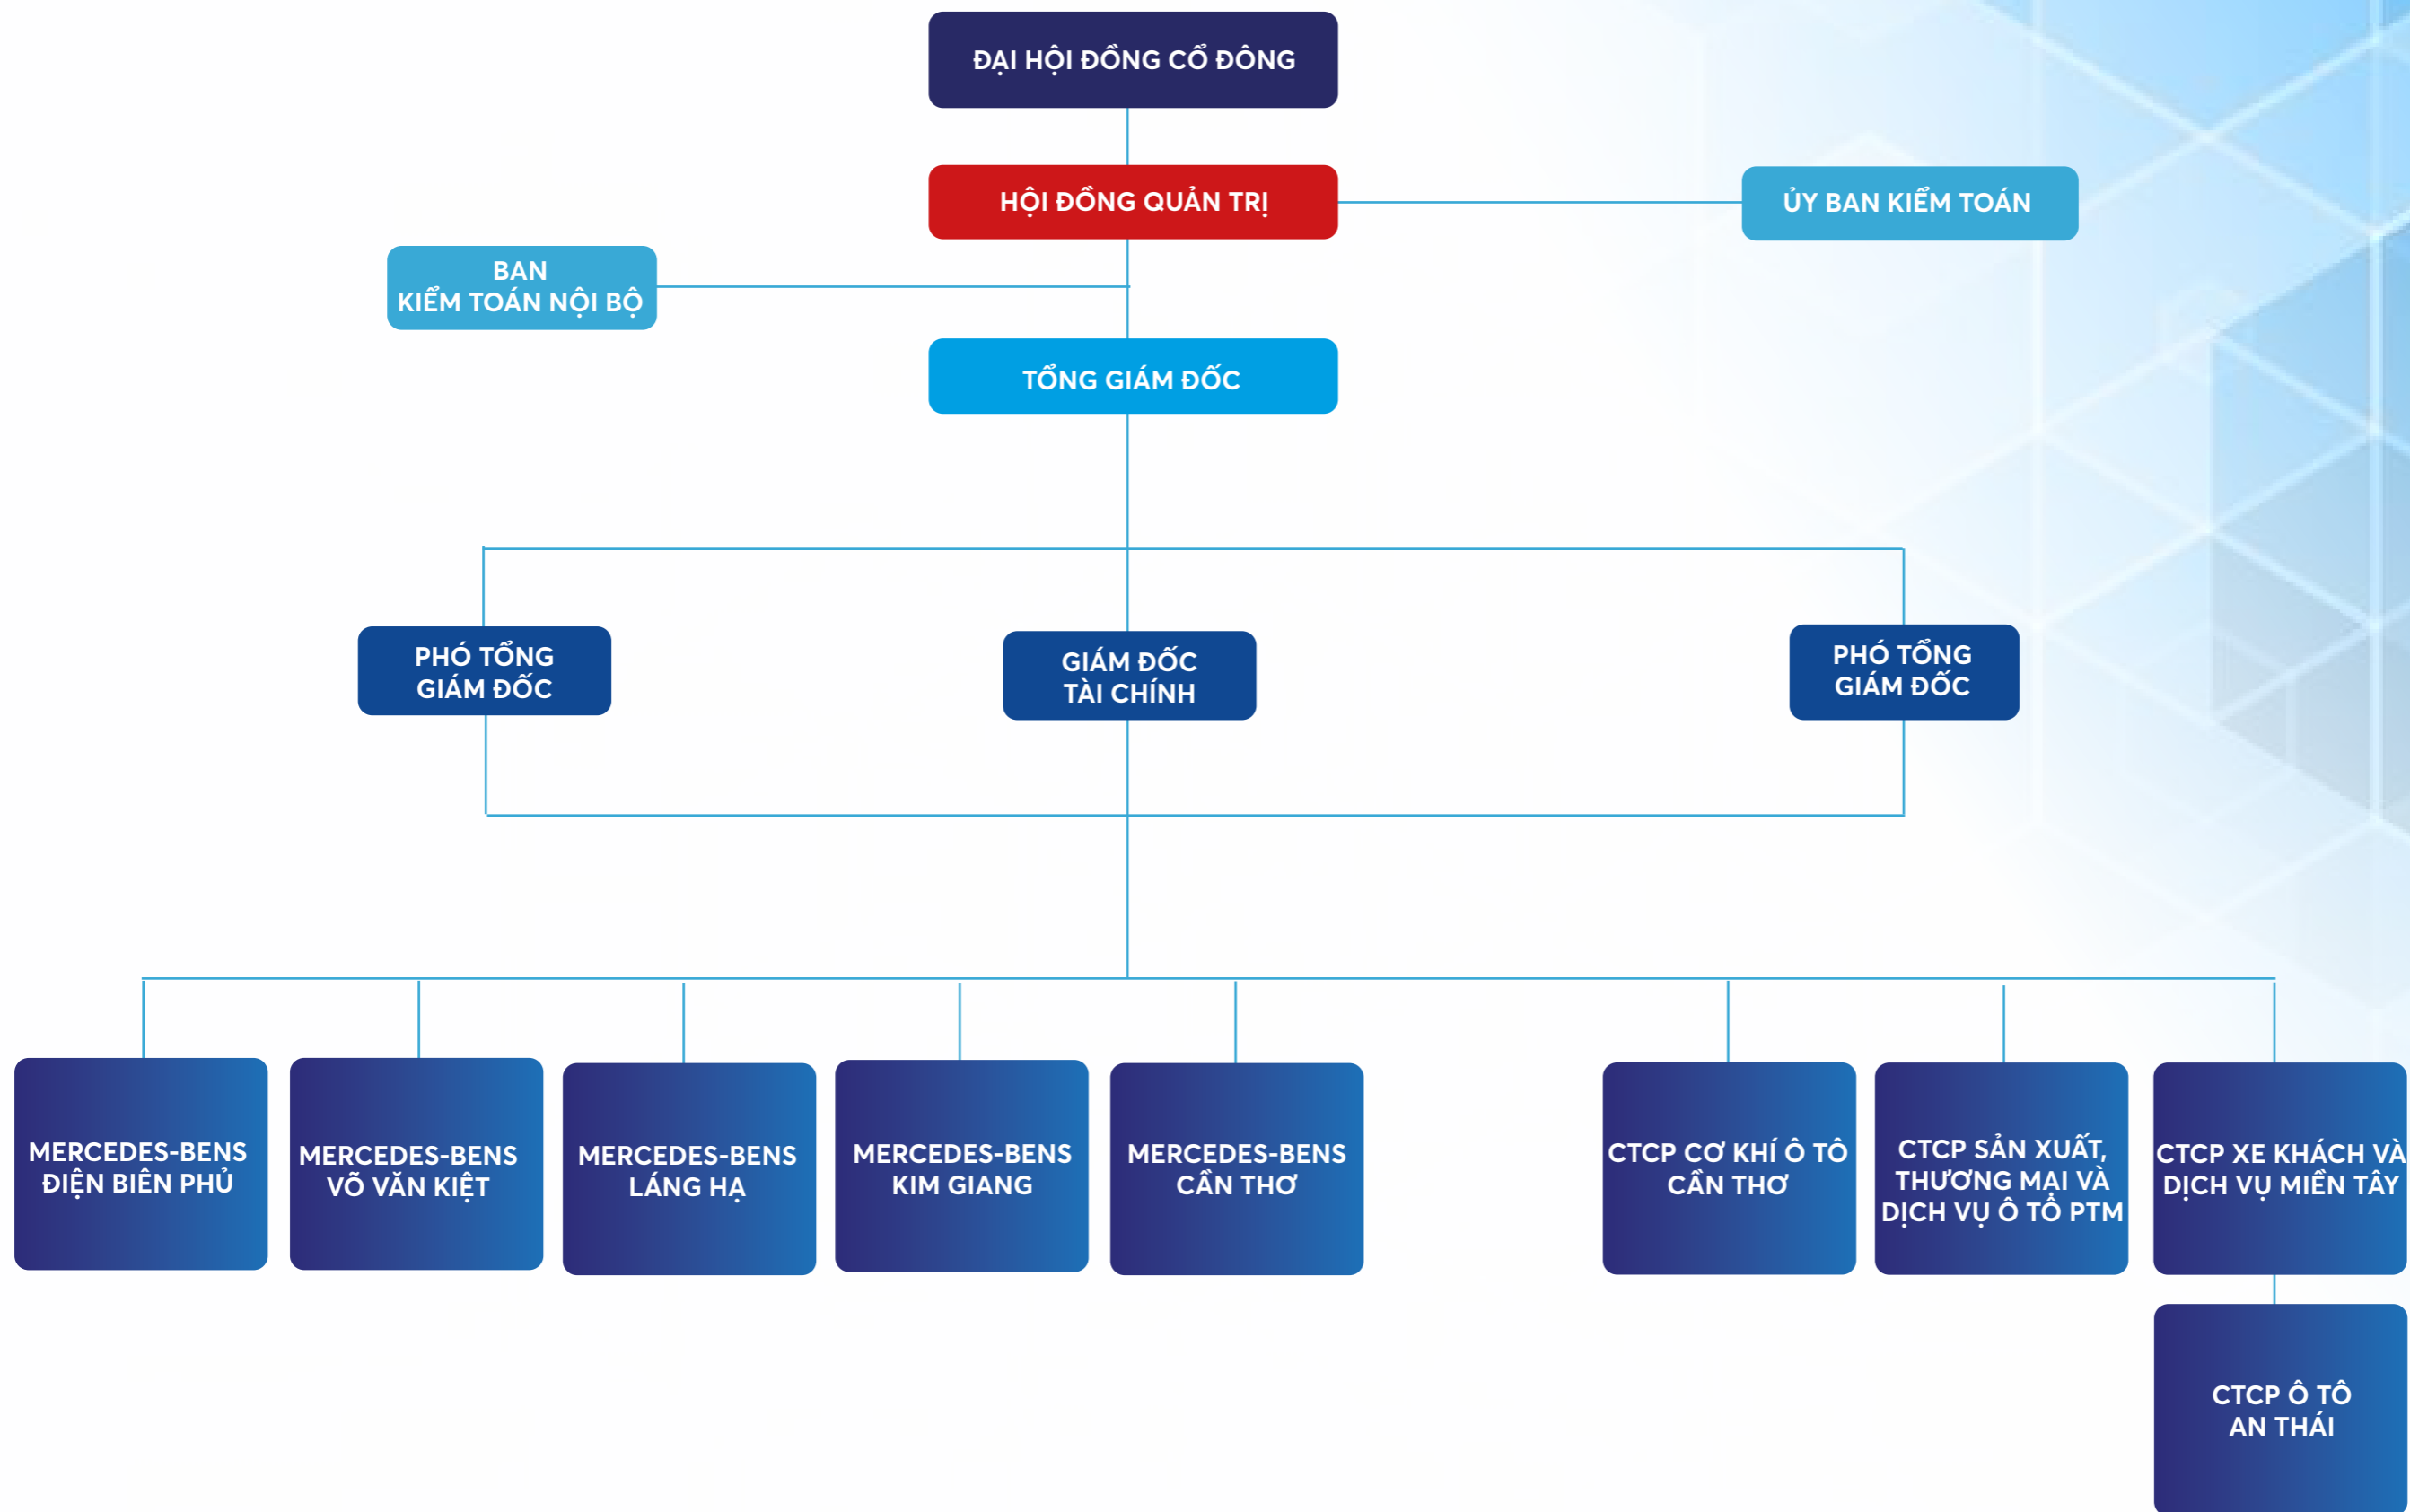 ĐẠI HỘI ĐỒNG CỔ ĐÔNG
HỘI ĐỒNG QUẢN TRỊ
ỦY BAN KIỂM TOÁN
BAN
KIỂM TOÁN NỘI BỘ
TỔNG GIÁM ĐỐC
PHÓ TỔNG
GIÁM ĐỐC
GIÁM ĐỐC
TÀI CHÍNH
PHÓ TỔNG
GIÁM ĐỐC
MERCEDES-BENS
ĐIỆN BIÊN PHỦ
MERCEDES-BENS
VÕ VĂN KIỆT
MERCEDES-BENS
LÁNG HẠ
MERCEDES-BENS
KIM GIANG
MERCEDES-BENS
CẦN THƠ
CTCP CƠ KHÍ Ô TÔ
CẦN THƠ
CTCP SẢN XUẤT,
THƯƠNG MẠI VÀ
DỊCH VỤ Ô TÔ PTM
CTCP XE KHÁCH VÀ
DỊCH VỤ MIỀN TÂY
CTCP Ô TÔ
AN THÁI